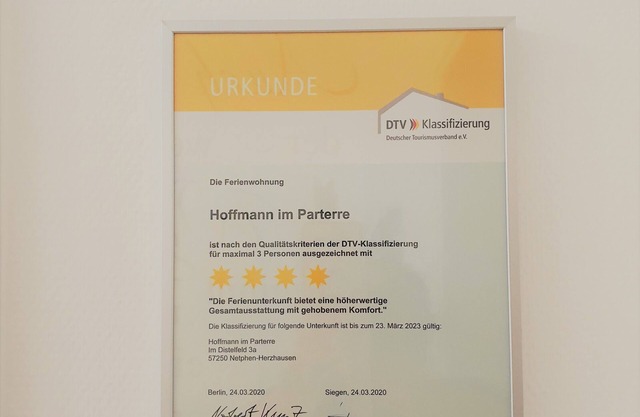 URKUNDE
DTV Klassifizierung
Deutscher Tourismusverband e.V.
Die Ferienwohnung
Hoffmann im Parterre
ist nach den Qualitätskriterien der DTV-Klassifizierung
für maximal 3 Personen ausgezeichnet mit
"Die Ferienunterkunft bietet eine höherwertige
Gesamtausstattung mit gehobenem Komfort."
Die Klassifizierung für folgende Unterkunft ist bis zum 23. März 2023 gültig:
Hoffmann im Parterre
Im Distelfeld 3a
57250 Netphen-Herzhausen
Berlin, 24.03.2020 Siegen, 24.03.2020